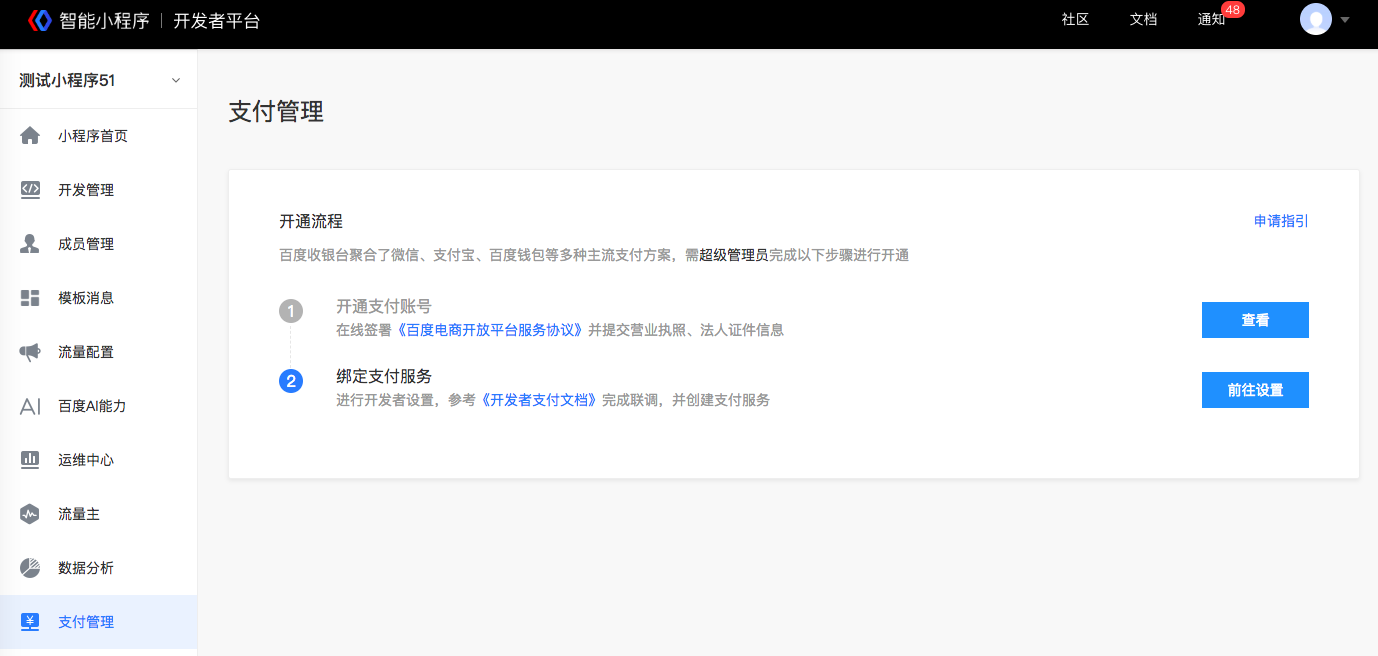 智能小程序 | 开发者平台
社区 文档 通知 48
测试小程序51
小程序首页
开发管理
成员管理
模板消息
流量配置
AI 百度AI能力
运维中心
流量主
数据分析
¥ 支付管理
支付管理
开通流程 申请指引
百度收银台聚合了微信、支付宝、百度钱包等多种主流支付方案，需超级管理员完成以下步骤进行开通
1 开通支付账号
在线签署《百度电商开放平台服务协议》并提交营业执照、法人证件信息
查看
2 绑定支付服务
进行开发者设置，参考《开发者支付文档》完成联调，并创建支付服务
前往设置